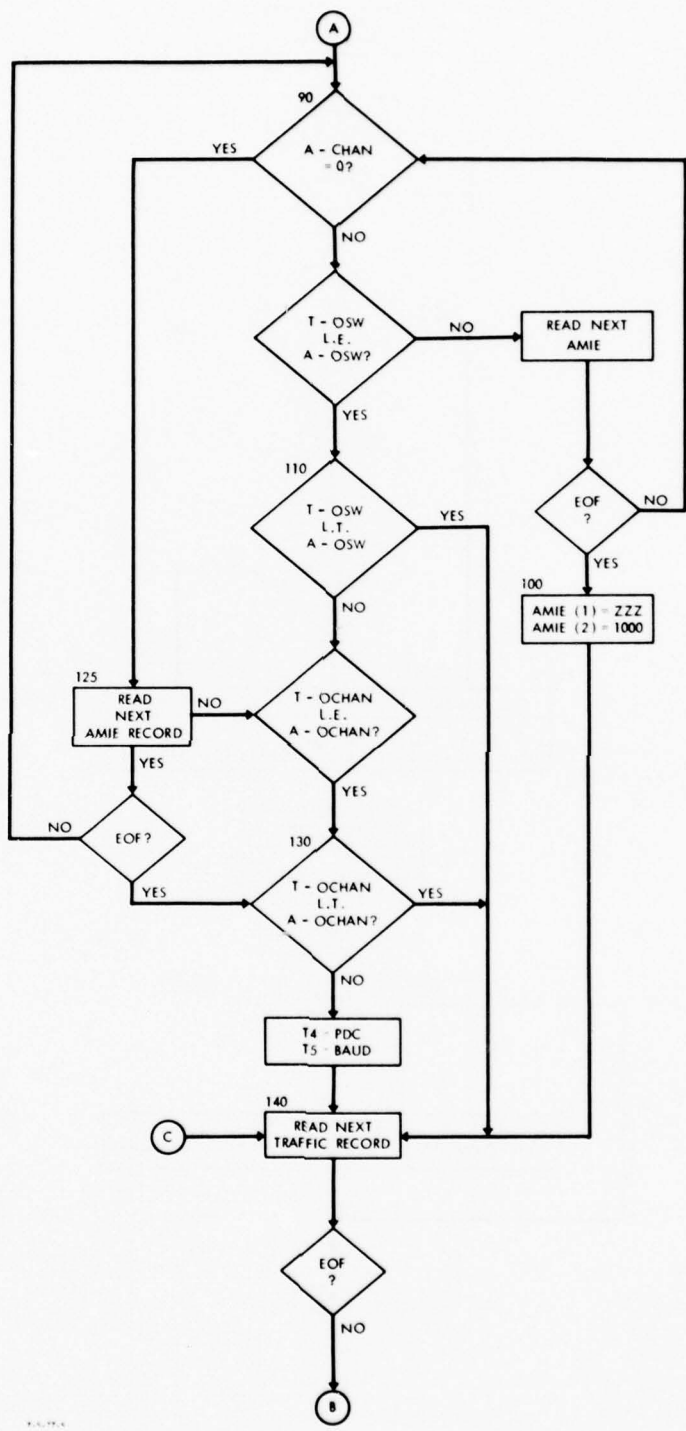 A
90
YES
A - CHAN
= 0?
NO
T - OSW
L.E.
A - OSW?
NO
READ NEXT
AMIE
YES
110
T - OSW
L.T.
A - OSW
YES
EOF
?
NO
YES
100
AMIE (1) = ZZZ
AMIE (2) = 1000
NO
125
READ
NEXT
AMIE RECORD
NO
T - OCHAN
L.E.
A - OCHAN?
YES
YES
NO
EOF?
130
YES
T - OCHAN
L.T.
A - OCHAN?
YES
NO
T4 - PDC
T5 - BAUD
140
C
READ NEXT
TRAFFIC RECORD
EOF
?
NO
B